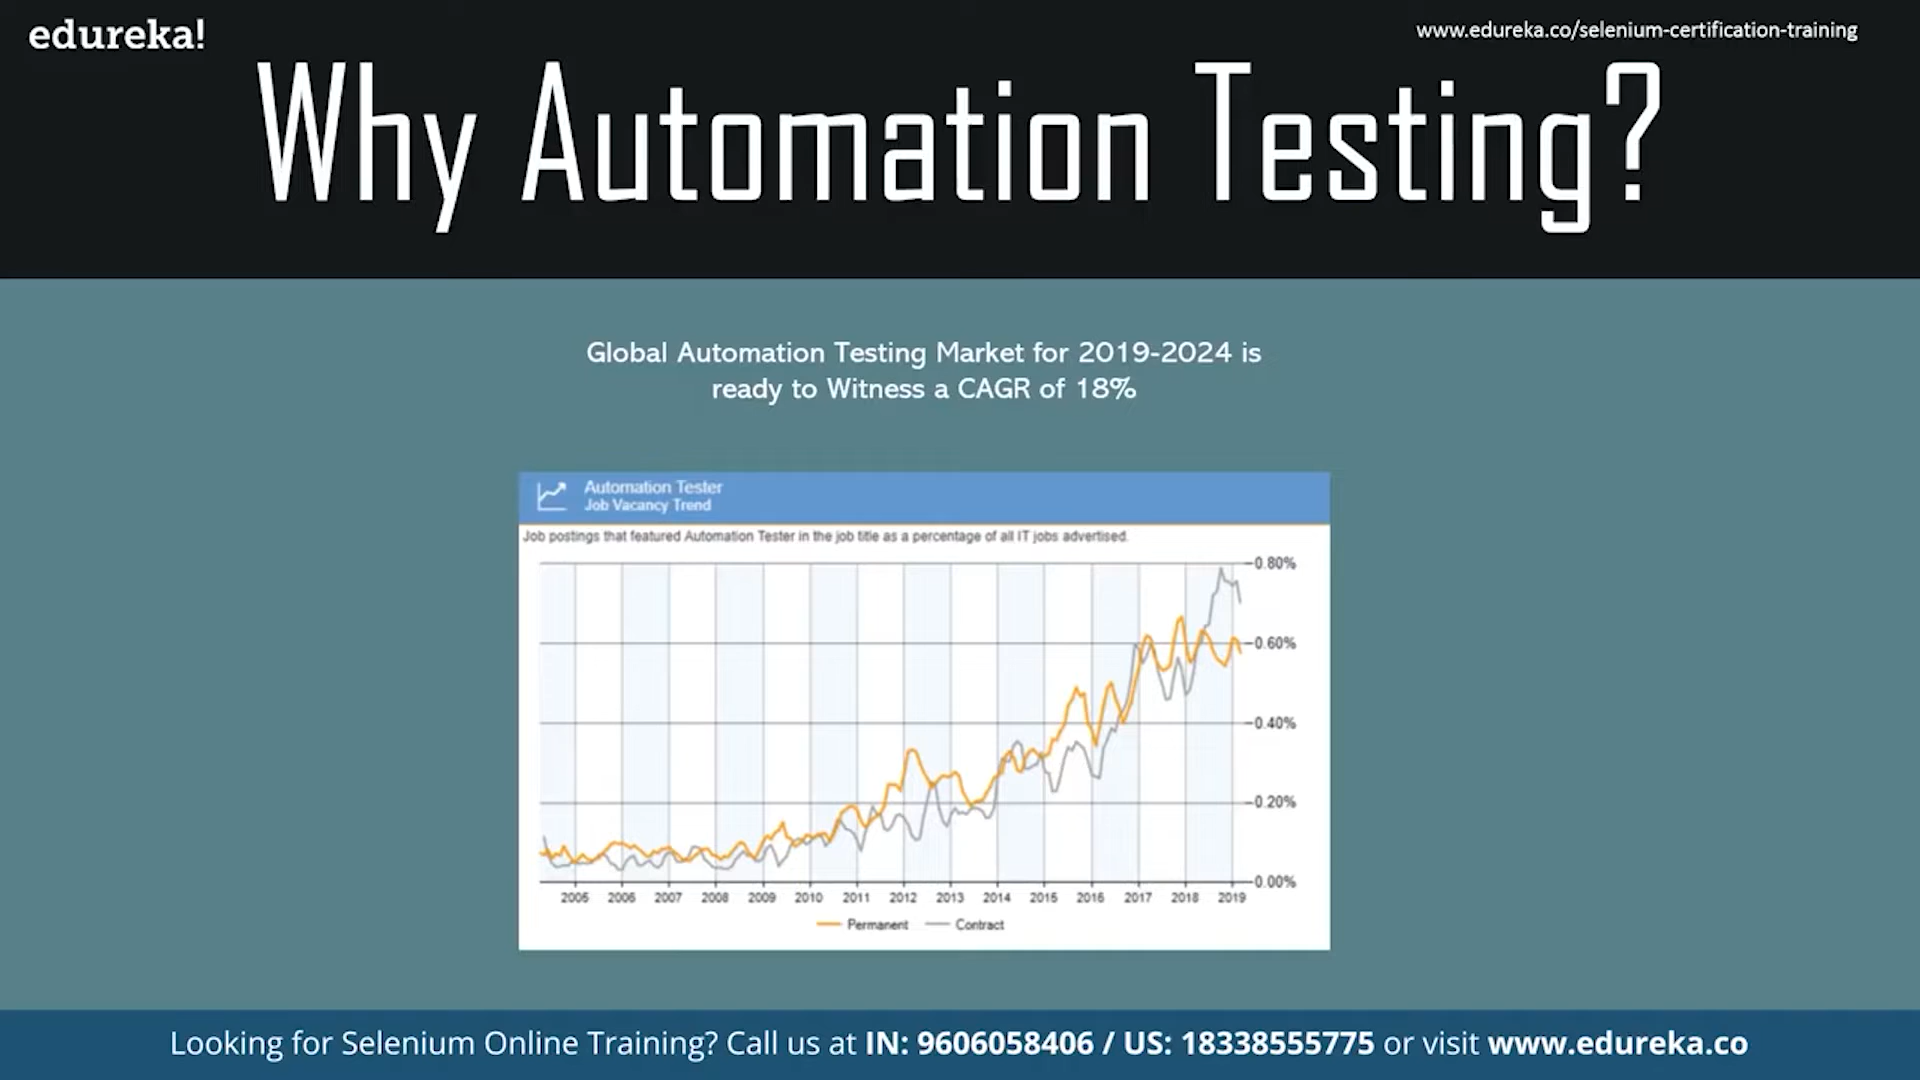 edureka!
www.edureka.co/selenium-certification-training
Why Automation Testing?
Global Automation Testing Market for 2019-2024 is
ready to Witness a CAGR of 18%
Automation Tester
Job Vacancy Trend
Job postings that featured Automation Tester in the job title as a percentage of all IT jobs advertised.
0.80%
0.60%
0.40%
0.20%
0.00%
2005 2006 2007 2008 2009 2010 2011 2012 2013 2014 2015 2016 2017 2018 2019
Permanent Contract
Looking for Selenium Online Training? Call us at IN: 9606058406 / US: 18338555775 or visit www.edureka.co